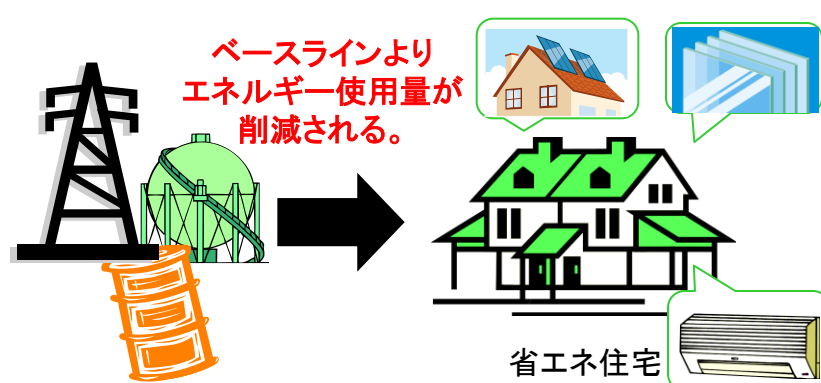 ベースラインより
エネルギー使用量が
削減される。
省エネ住宅